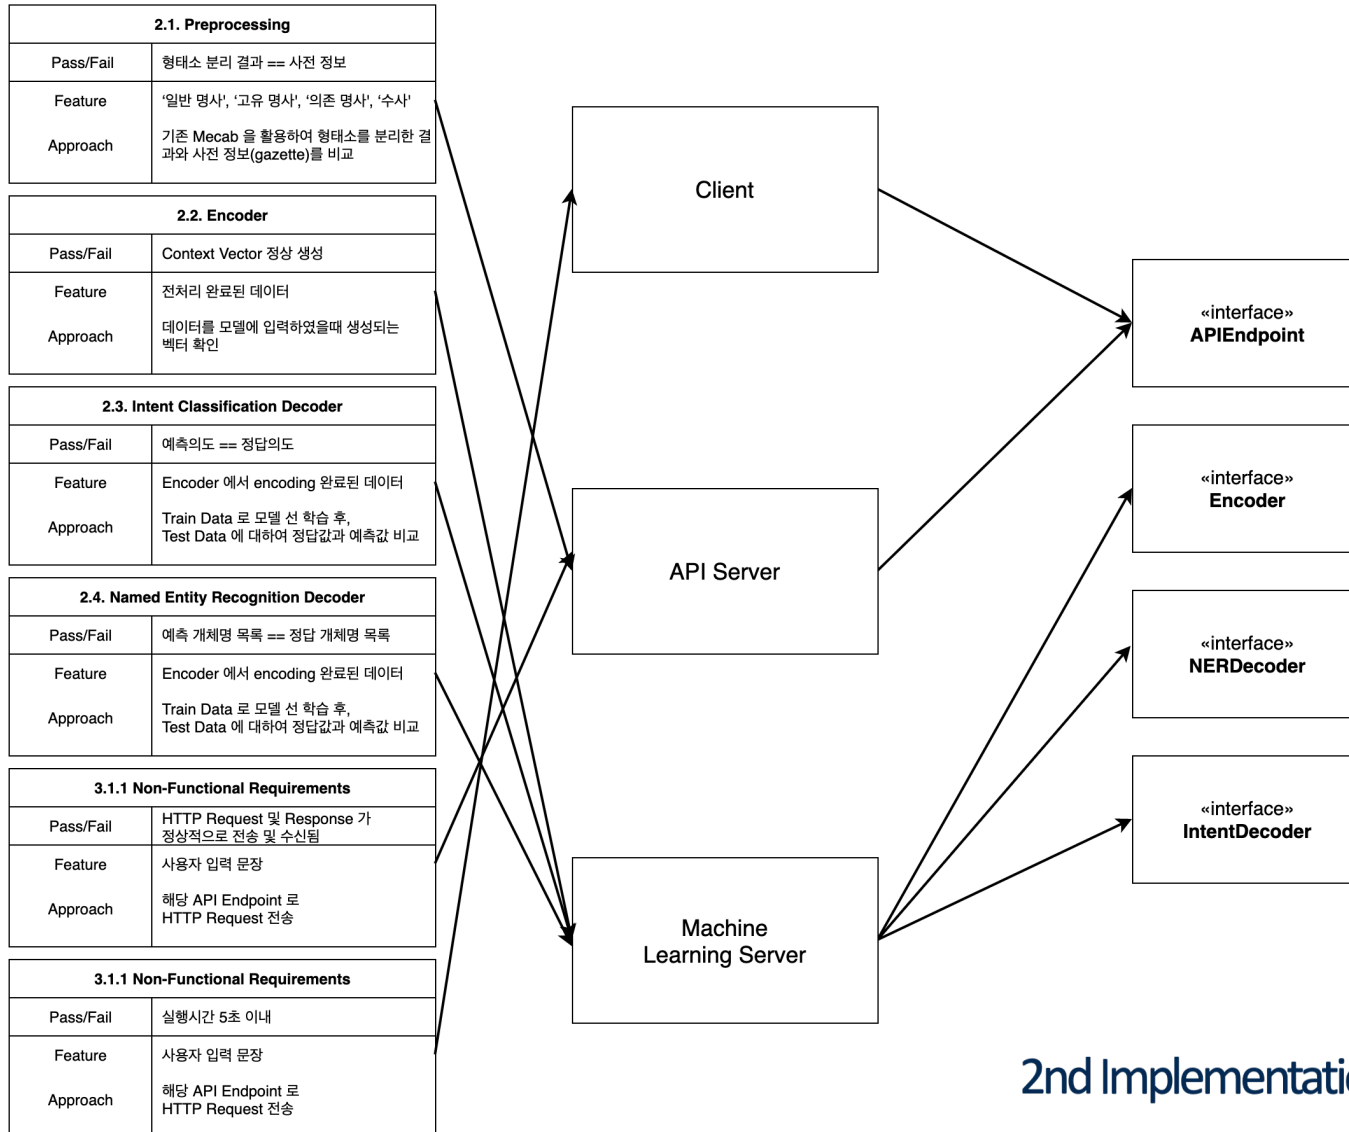 2.1. Preprocessing
Pass/Fail 형태소 분리 결과 == 사전 정보
Feature ‘일반 명사', ‘고유 명사', ‘의존 명사', ‘수사'
Approach 기존 Mecab 을 활용하여 형태소를 분리한 결
과와 사전 정보(gazette)를 비교
2.2. Encoder
Pass/Fail Context Vector 정상 생성
Feature 전처리 완료된 데이터
Approach 데이터를 모델에 입력하였을때 생성되는
벡터 확인
2.3. Intent Classification Decoder
Pass/Fail 예측의도 == 정답의도
Feature Encoder 에서 encoding 완료된 데이터
Approach Train Data 로 모델 선 학습 후,
Test Data 에 대하여 정답값과 예측값 비교
2.4. Named Entity Recognition Decoder
Pass/Fail 예측 개체명 목록 == 정답 개체명 목록
Feature Encoder 에서 encoding 완료된 데이터
Approach Train Data 로 모델 선 학습 후,
Test Data 에 대하여 정답값과 예측값 비교
3.1.1 Non-Functional Requirements
Pass/Fail HTTP Request 및 Response 가
정상적으로 전송 및 수신됨
Feature 사용자 입력 문장
Approach 해당 API Endpoint 로
HTTP Request 전송
3.1.1 Non-Functional Requirements
Pass/Fail 실행시간 5초 이내
Feature 사용자 입력 문장
Approach 해당 API Endpoint 로
HTTP Request 전송
Client
API Server
Machine
Learning Server
«interface»
APIEndpoint
«interface»
Encoder
«interface»
NERDecoder
«interface»
IntentDecoder
2nd Implementati